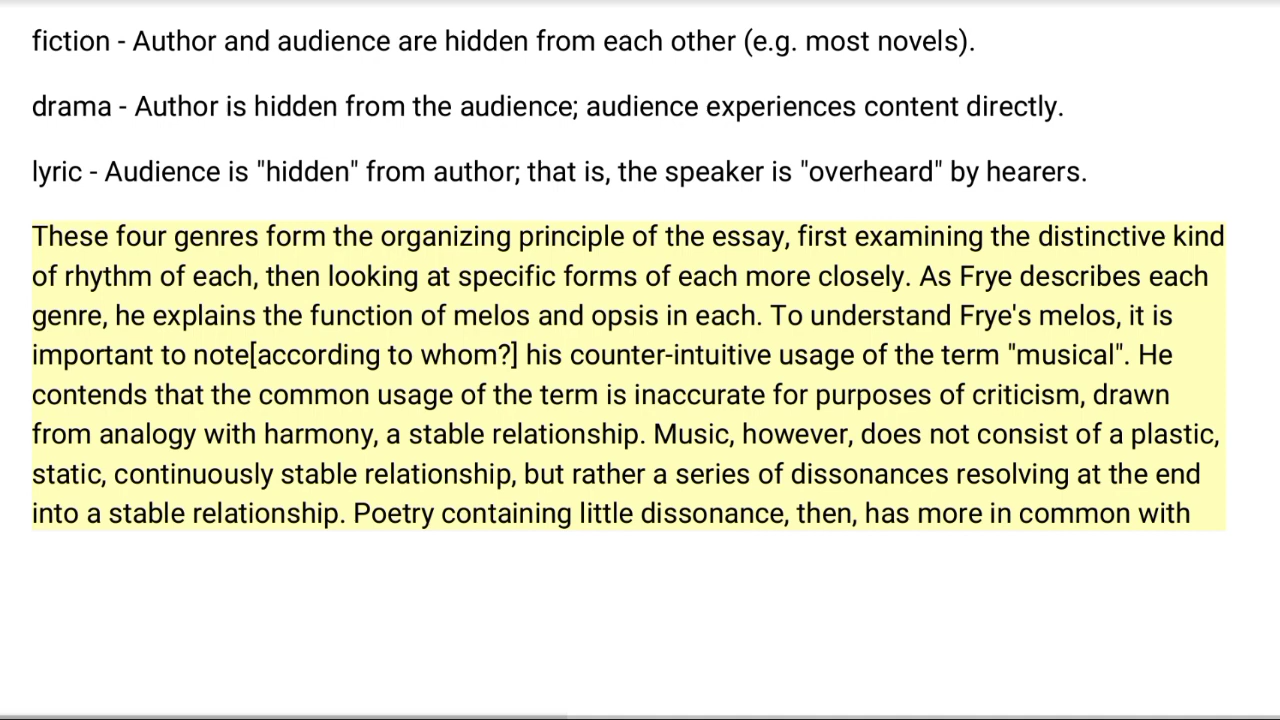 fiction - Author and audience are hidden from each other (e.g. most novels).
drama - Author is hidden from the audience; audience experiences content directly.
lyric - Audience is "hidden" from author; that is, the speaker is "overheard" by hearers.
These four genres form the organizing principle of the essay, first examining the distinctive kind
of rhythm of each, then looking at specific forms of each more closely. As Frye describes each
genre, he explains the function of melos and opsis in each. To understand Frye's melos, it is
important to note[according to whom?] his counter-intuitive usage of the term "musical". He
contends that the common usage of the term is inaccurate for purposes of criticism, drawn
from analogy with harmony, a stable relationship. Music, however, does not consist of a plastic,
static, continuously stable relationship, but rather a series of dissonances resolving at the end
into a stable relationship. Poetry containing little dissonance, then, has more in common with